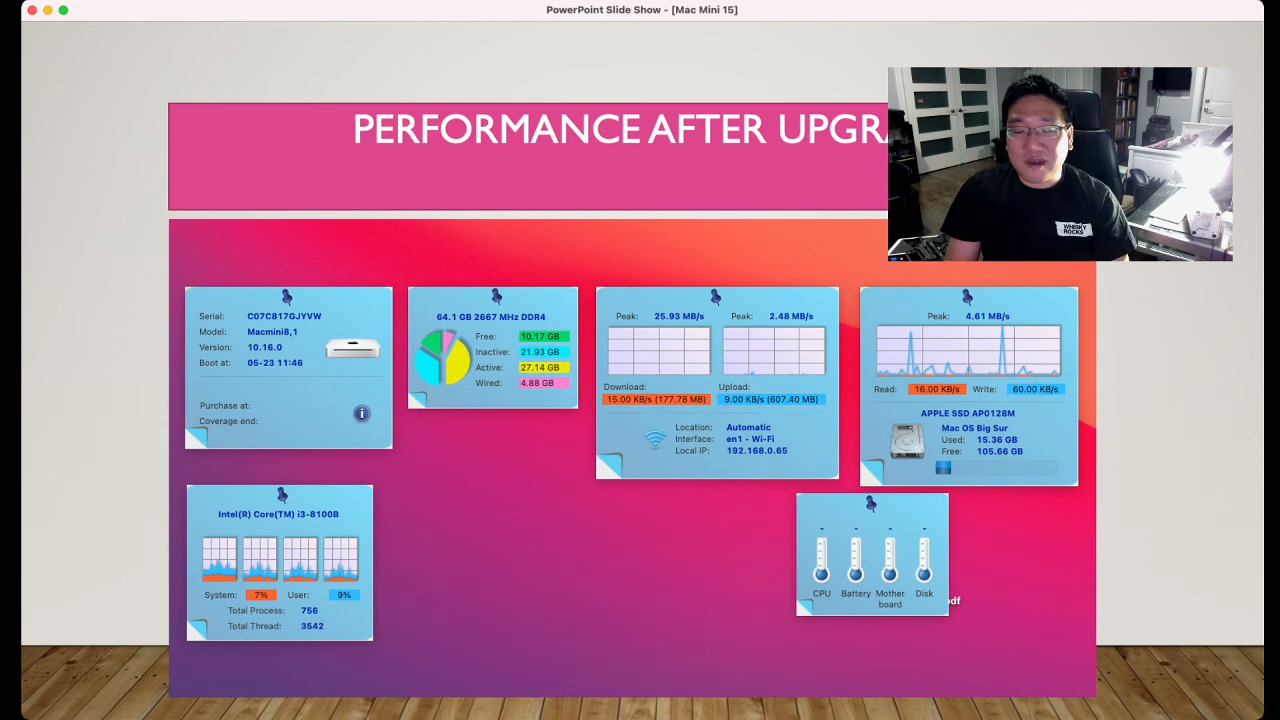 PowerPoint Slide Show - [Mac Mini 15]
PERFORMANCE AFTER UPGRA
WHISKY
ROCKS
Serial: C07C817GJYVW
Model: Macmini8,1
Version: 10.16.0
Boot at: 05-23 11:46
Purchase at:
Coverage end:
i
64.1 GB 2667 MHz DDR4
Free: 10.17 GB
Inactive: 21.93 GB
Active: 27.14 GB
Wired: 4.88 GB
Peak: 25.93 MB/s Peak: 2.48 MB/s
Download: Upload:
15.00 KB/s (177.78 MB) 9.00 KB/s (607.40 MB)
Location: Automatic
Interface: en1 - Wi-Fi
Local IP: 192.168.0.65
Peak: 4.61 MB/s
Read: 16.00 KB/s Write: 60.00 KB/s
APPLE SSD AP0128M
Mac OS Big Sur
Used: 15.36 GB
Free: 105.66 GB
Intel(R) Core(TM) i3-8100B
System: 7% User: 9%
Total Process: 756
Total Thread: 3542
- - - -
CPU Battery Mother board Disk
pdf